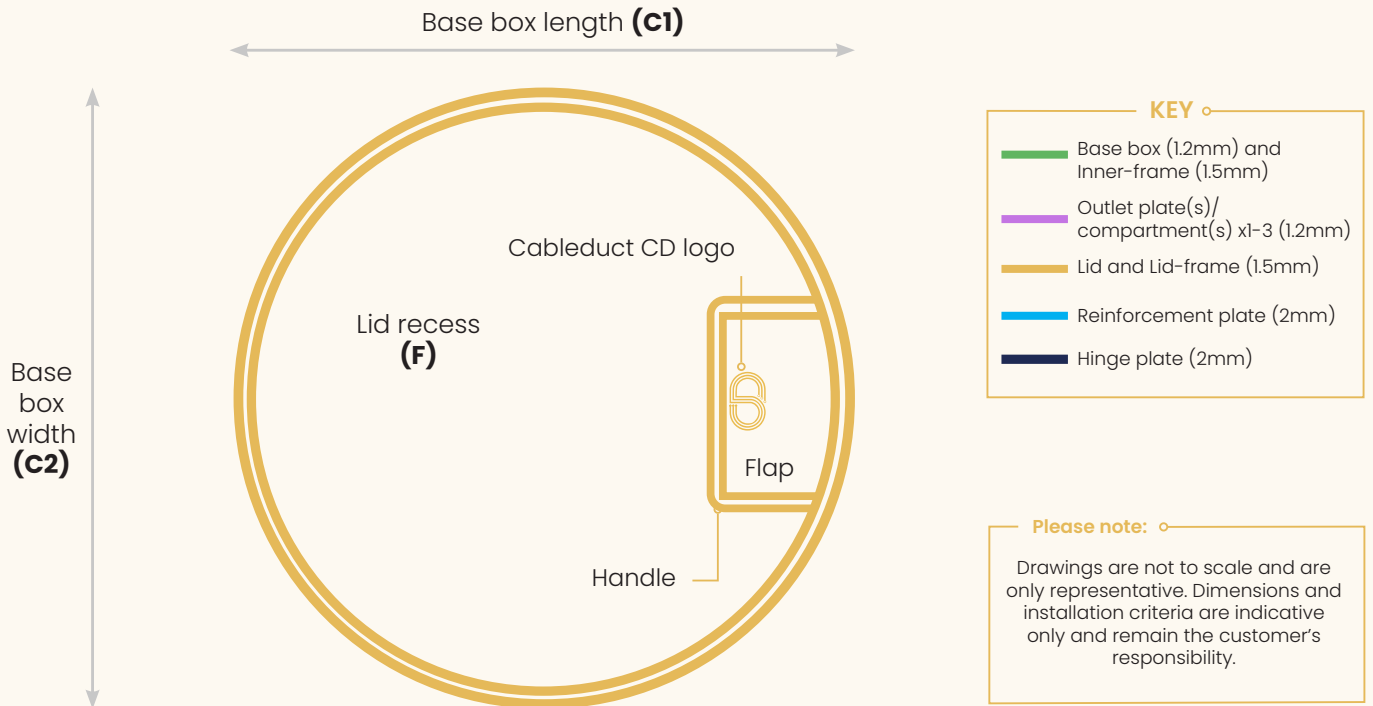 Base box length (C1)
Cableduct CD logo
Lid recess
(F)
Base
box
width
(C2)
Flap
Handle
KEY
Base box (1.2mm) and
Inner-frame (1.5mm)
Outlet plate(s)/
compartment(s) x1-3 (1.2mm)
Lid and Lid-frame (1.5mm)
Reinforcement plate (2mm)
Hinge plate (2mm)
Please note:
Drawings are not to scale and are
only representative. Dimensions and
installation criteria are indicative
only and remain the customer’s
responsibility.